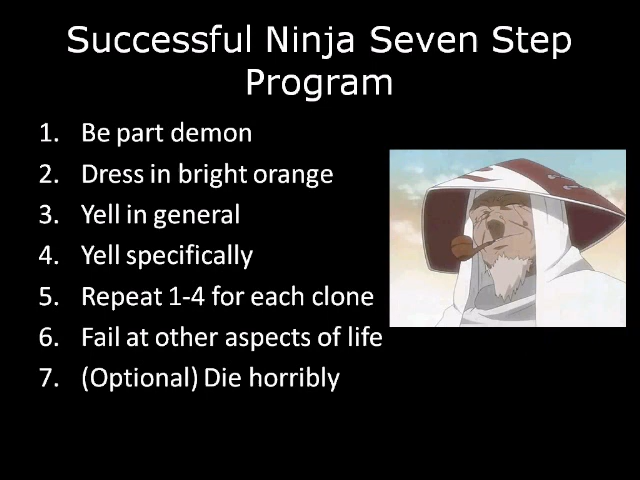 Successful Ninja Seven Step
Program
1. Be part demon
2. Dress in bright orange
3. Yell in general
4. Yell specifically
5. Repeat 1-4 for each clone
6. Fail at other aspects of life
7. (Optional) Die horribly